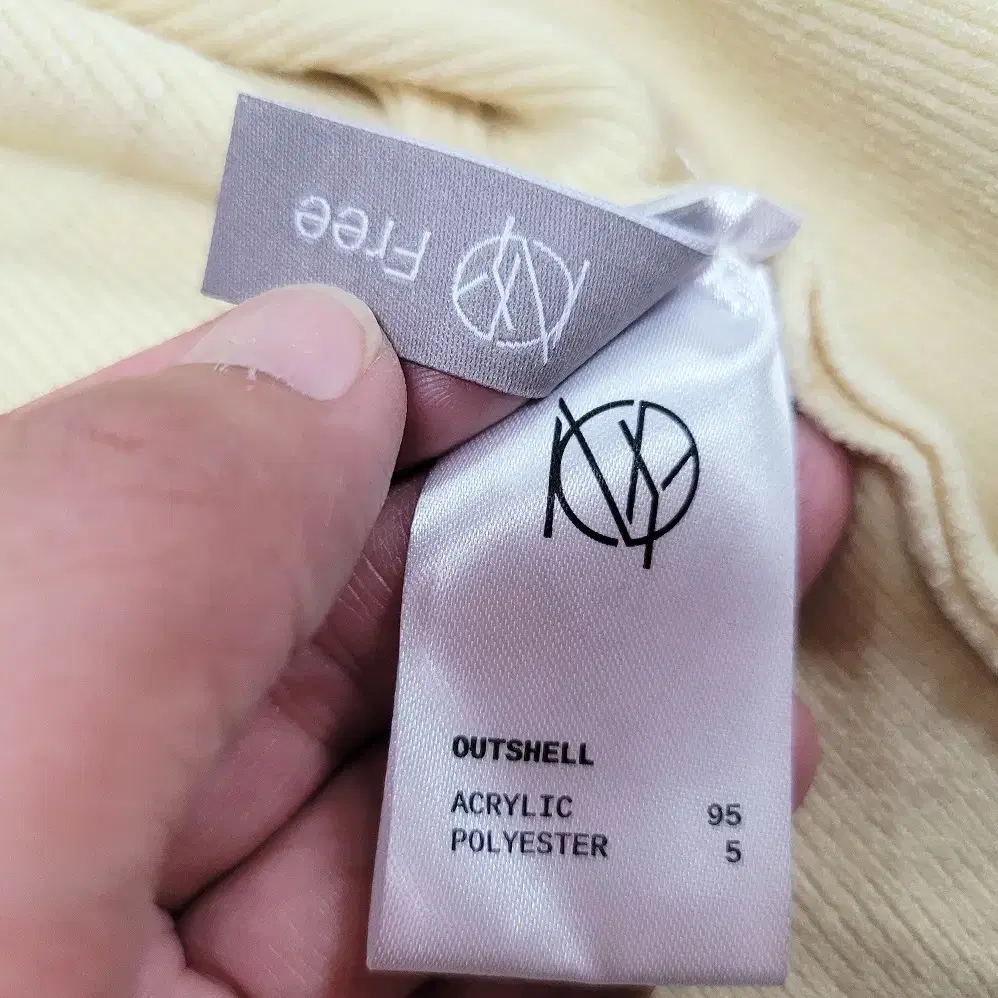 Free
OUTSHELL
ACRYLIC 95
POLYESTER 5